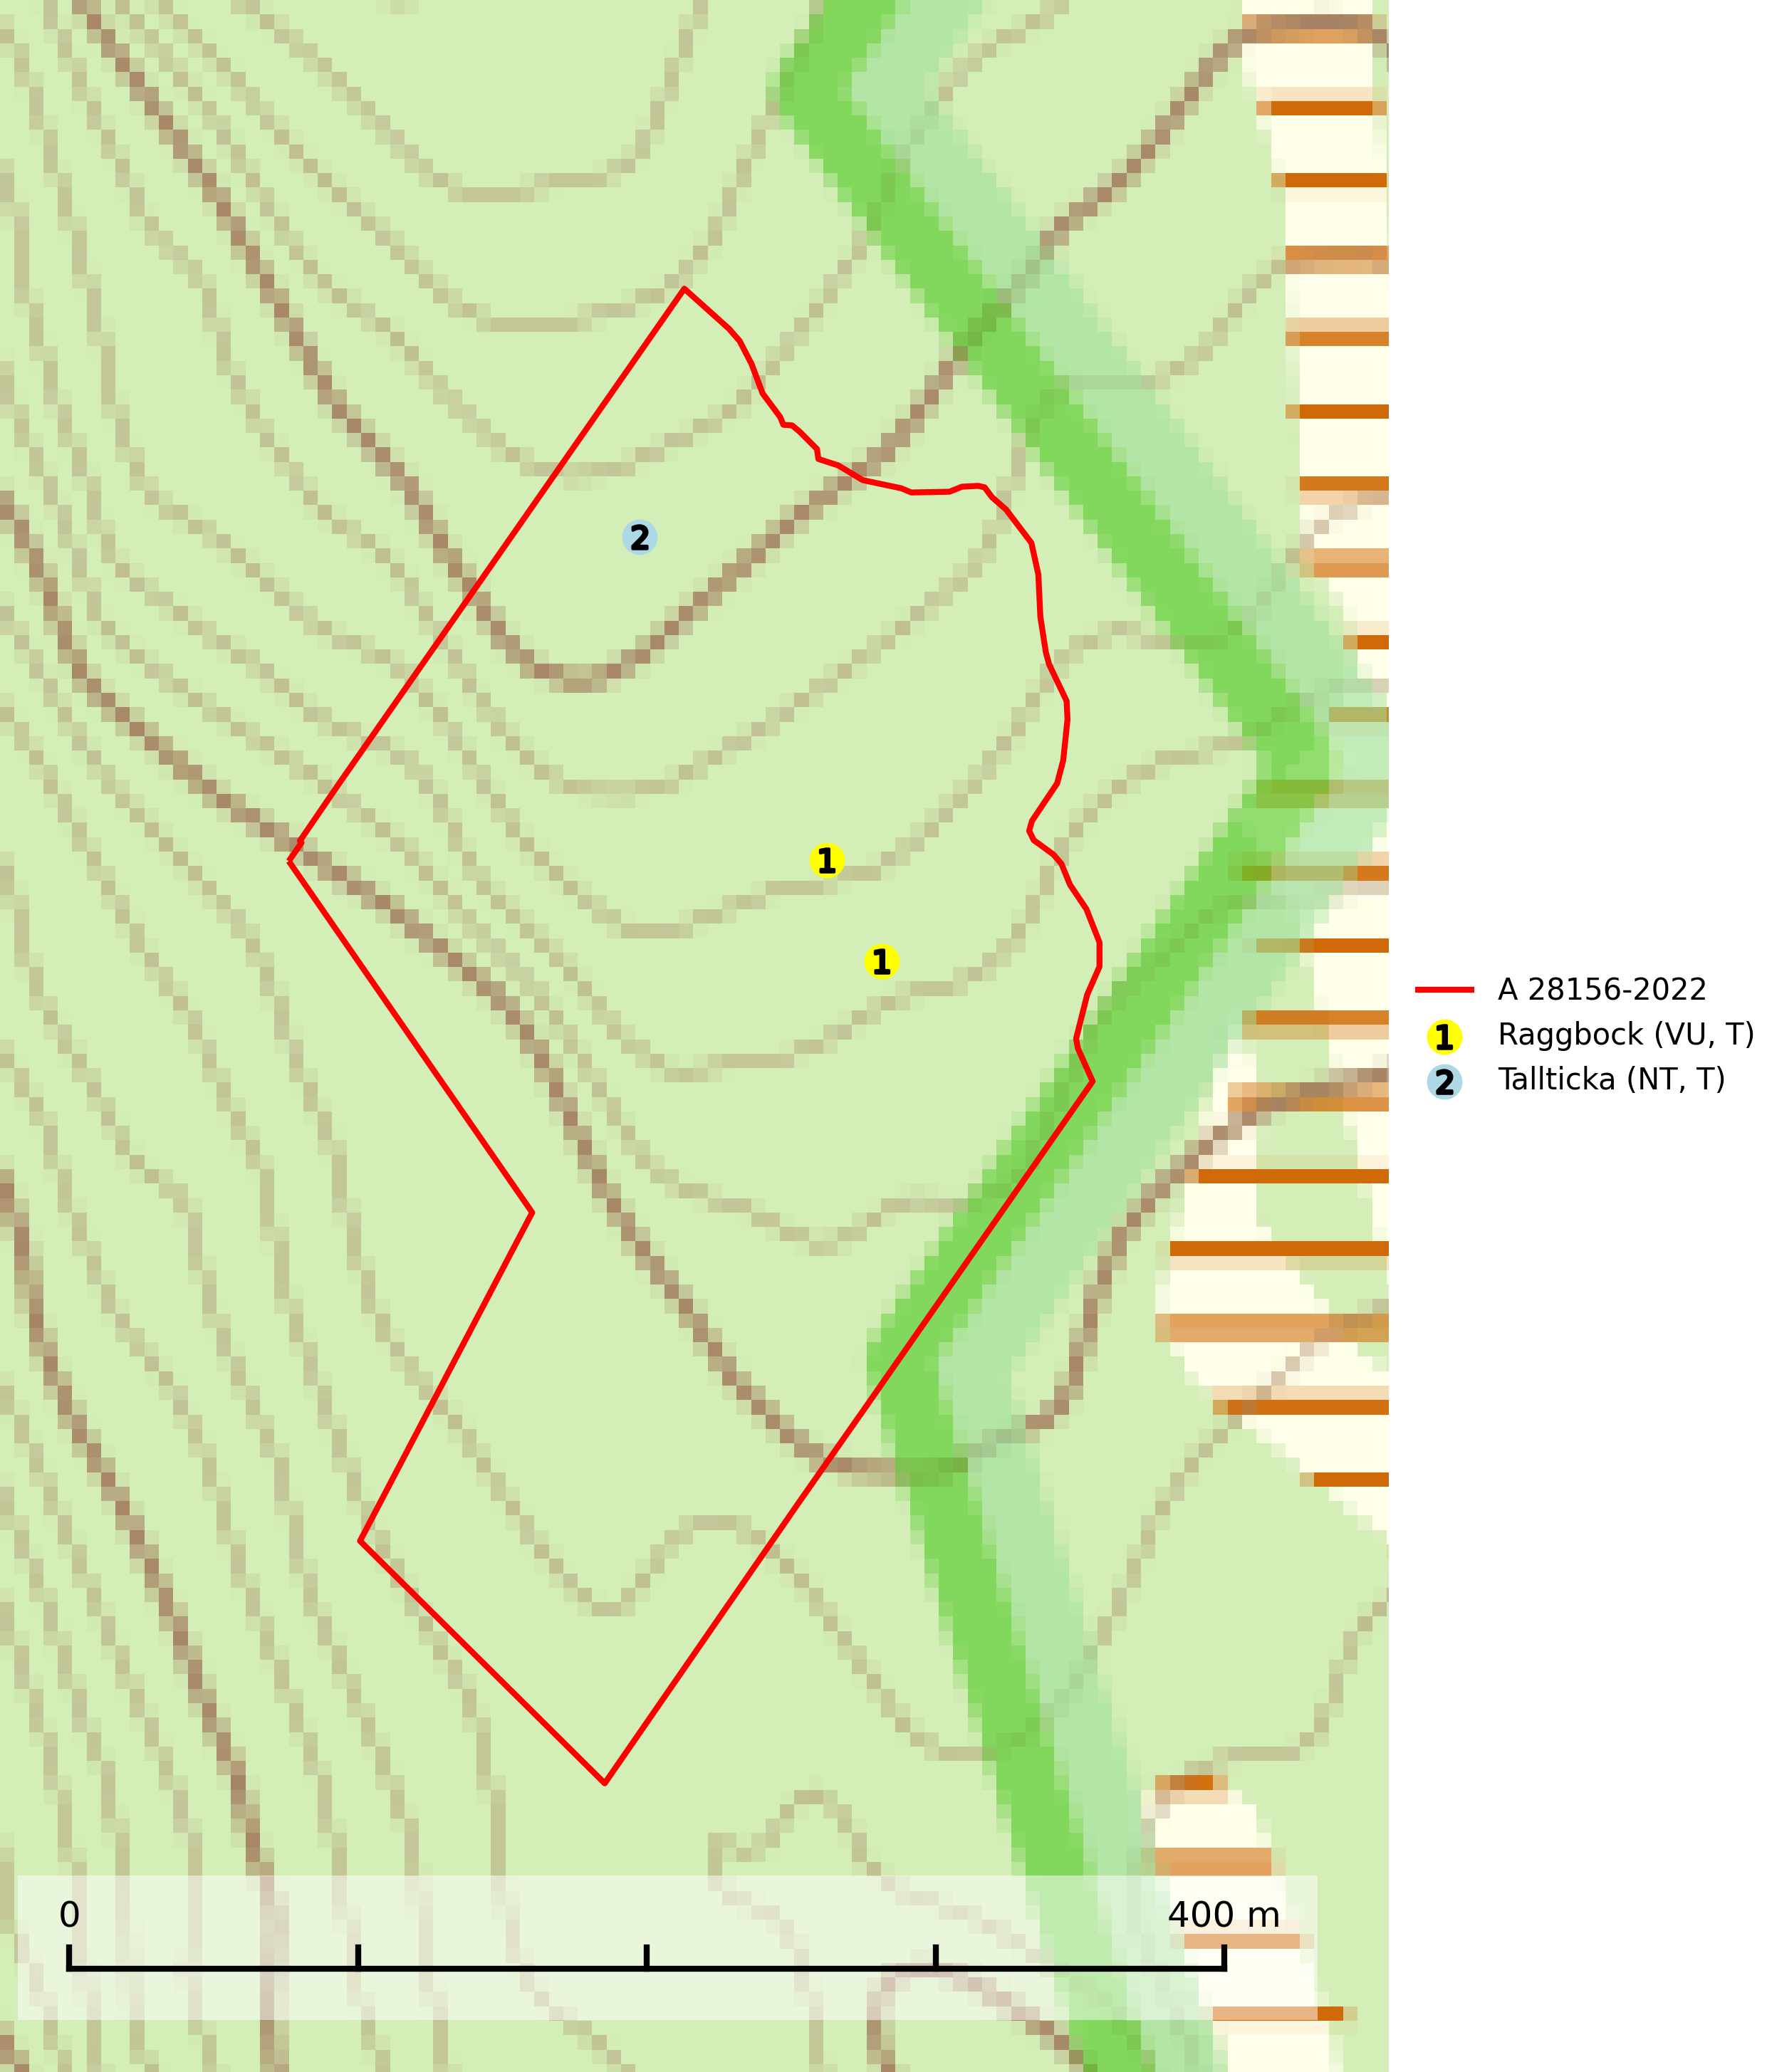 2
1
1
A 28156-2022
1 Raggbock (VU, T)
2 Tallticka (NT, T)
0 400 m